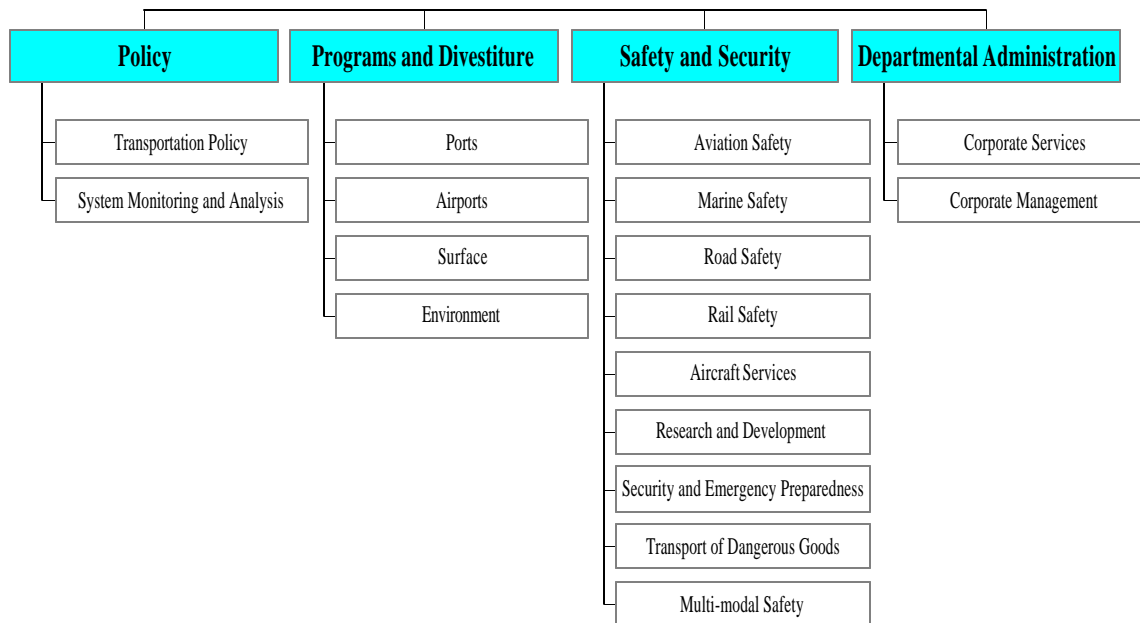 Policy
Programs and Divestiture
Safety and Security
Departmental Administration
Transportation Policy
System Monitoring and Analysis
Ports
Airports
Surface
Environment
Aviation Safety
Marine Safety
Road Safety
Rail Safety
Aircraft Services
Research and Development
Security and Emergency Preparedness
Transport of Dangerous Goods
Multi-modal Safety
Corporate Services
Corporate Management